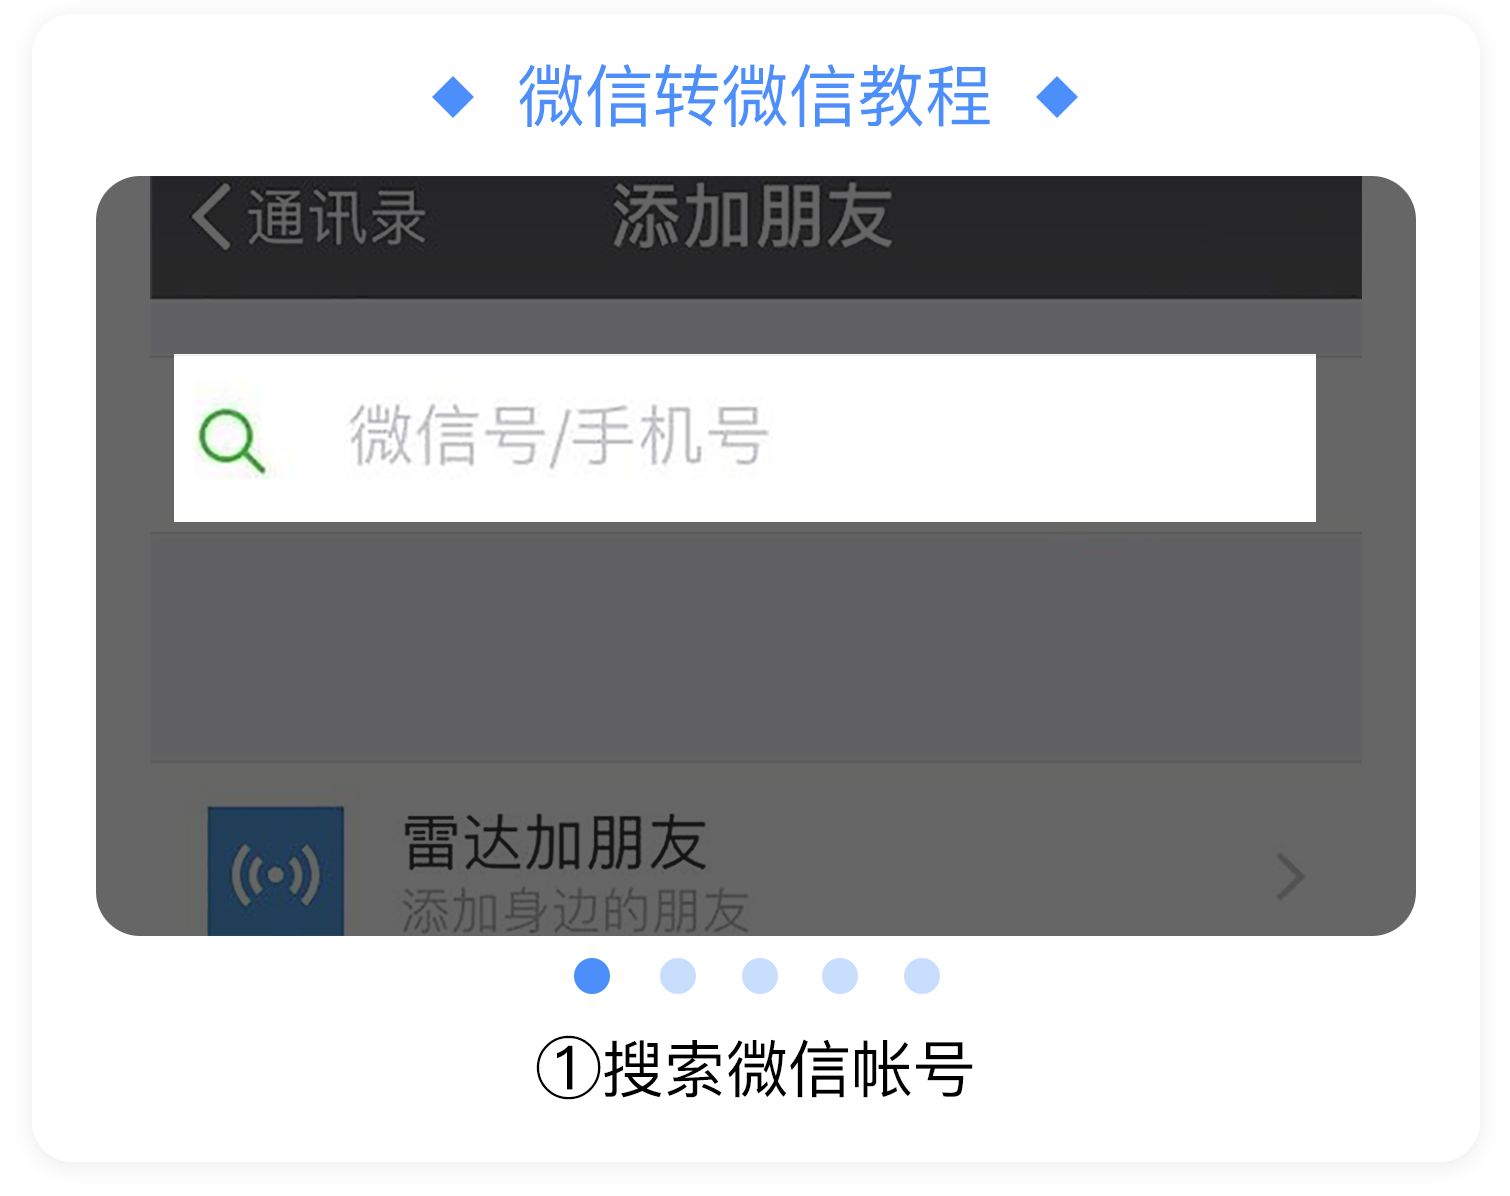 微信转微信教程
通讯录 添加朋友
微信号/手机号
雷达加朋友
添加身边的朋友
①搜索微信帐号